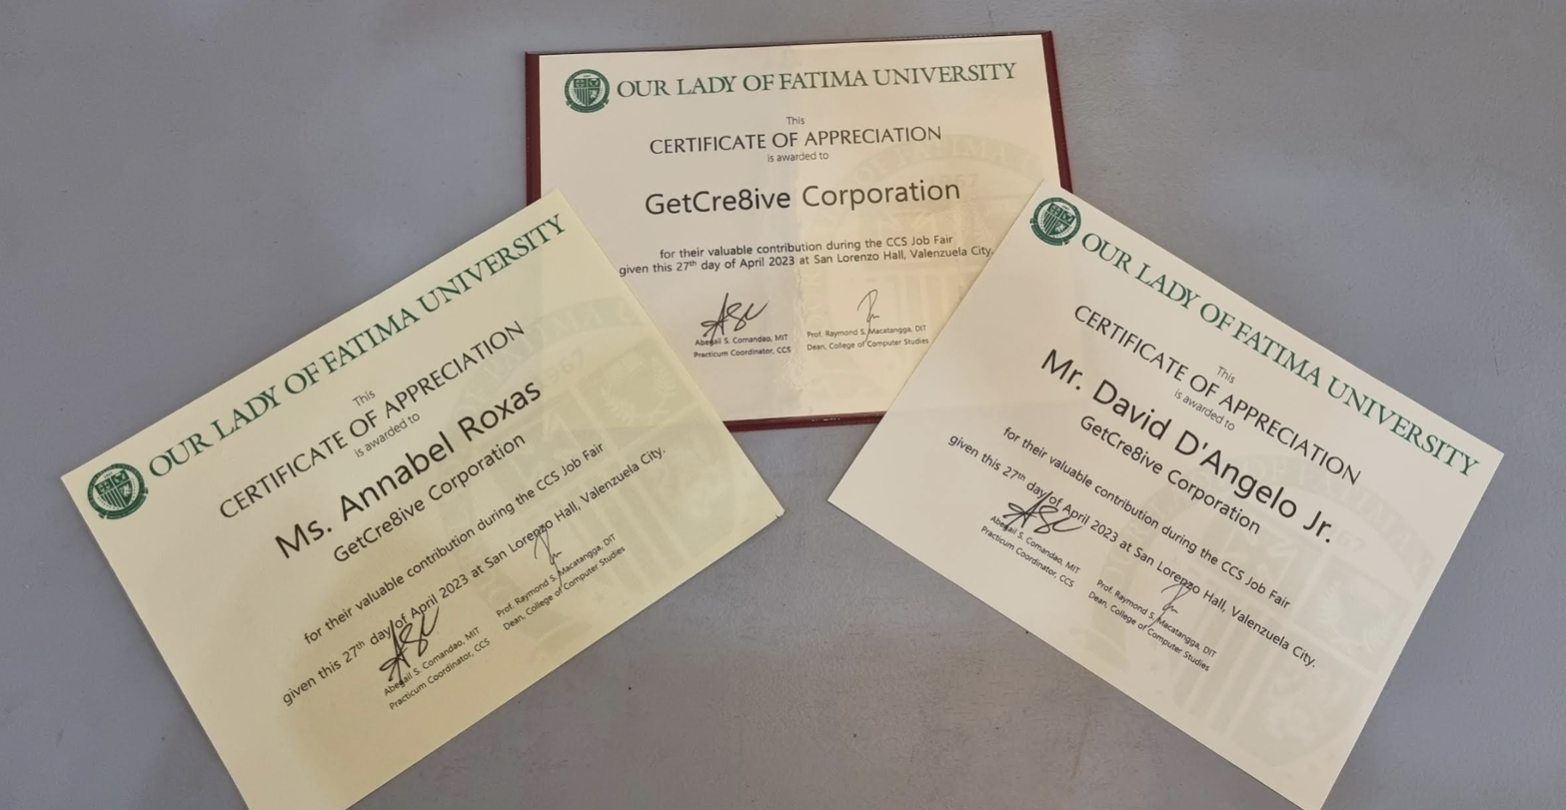 OUR LADY OF FATIMA UNIVERSITY
This
CERTIFICATE OF APPRECIATION
is awarded to
GetCre8ive Corporation
for their valuable contribution during the CCS Job Fair
given this 27th day of April 2023 at San Lorenzo Hall, Valenzuela City.
Abegail S. Comandao, MIT
Practicum Coordinator, CCS
Prof. Raymond S. Macatangga, DIT
Dean, College of Computer Studies
OUR LADY OF FATIMA UNIVERSITY
This
CERTIFICATE OF APPRECIATION
is awarded to
Ms. Annabel Roxas
GetCre8ive Corporation
for their valuable contribution during the CCS Job Fair
given this 27th day of April 2023 at San Lorenzo Hall, Valenzuela City.
Abegail S. Comandao, MIT
Practicum Coordinator, CCS
Prof. Raymond S. Macatangga, DIT
Dean, College of Computer Studies
OUR LADY OF FATIMA UNIVERSITY
This
CERTIFICATE OF APPRECIATION
is awarded to
Mr. David D'Angelo Jr.
GetCre8ive Corporation
for their valuable contribution during the CCS Job Fair
given this 27th day of April 2023 at San Lorenzo Hall, Valenzuela City.
Abegail S. Comandao, MIT
Practicum Coordinator, CCS
Prof. Raymond S. Macatangga, DIT
Dean, College of Computer Studies